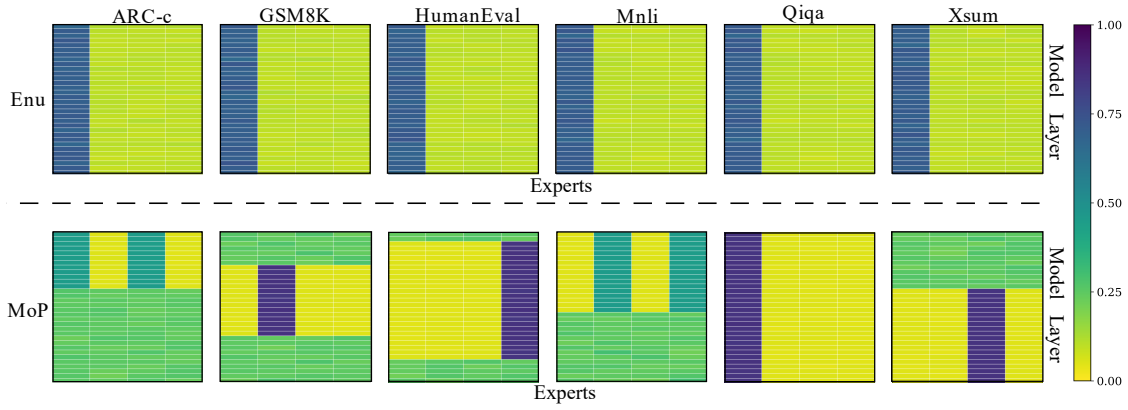 ARC-c GSM8K HumanEval Mnli Qiqa Xsum
Enu
Model Layer
Experts
MoP
Model Layer
Experts
1.00
0.75
0.50
0.25
0.00